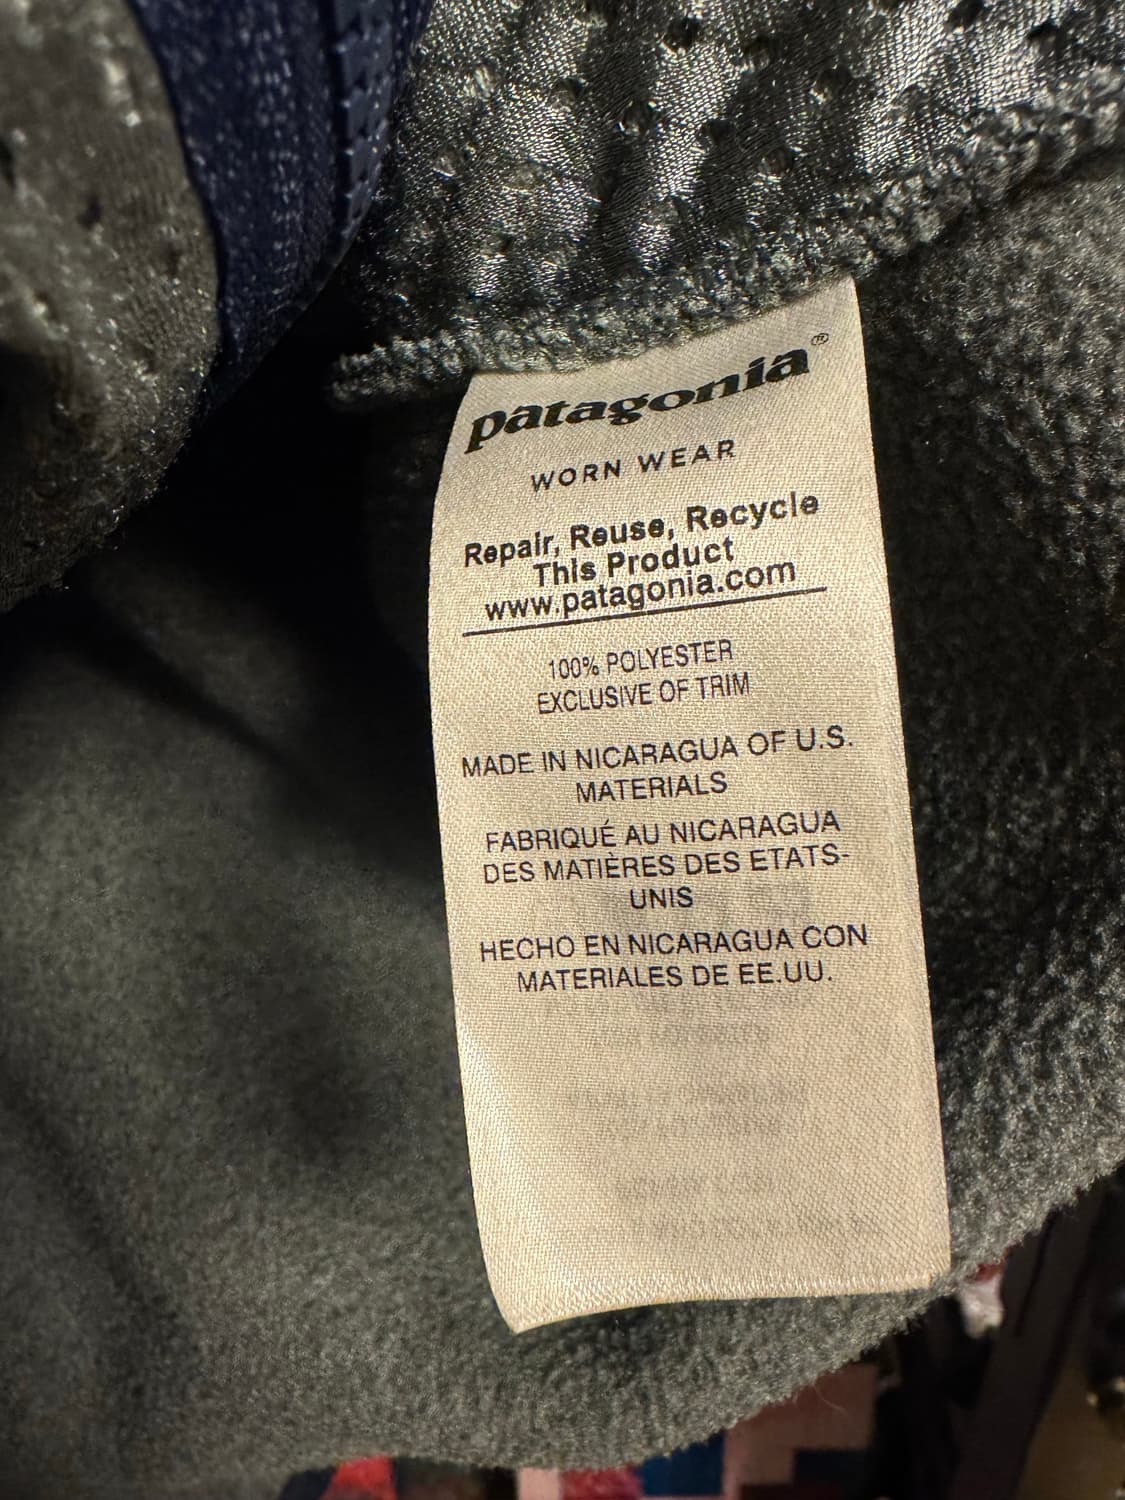 patagonia®
WORN WEAR
Repair, Reuse, Recycle
This Product
www.patagonia.com
100% POLYESTER
EXCLUSIVE OF TRIM
MADE IN NICARAGUA OF U.S.
MATERIALS
FABRIQUÉ AU NICARAGUA
DES MATIÈRES DES ETATS-
UNIS
HECHO EN NICARAGUA CON
MATERIALES DE EE.UU.